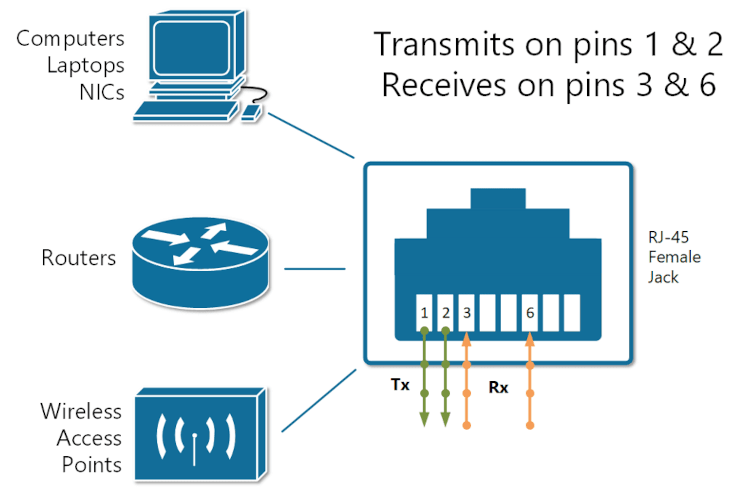 Computers
Laptops
NICs
Transmits on pins 1 & 2
Receives on pins 3 & 6
Routers
RJ-45
Female
Jack
1 2 3 6
Tx Rx
Wireless
Access
Points